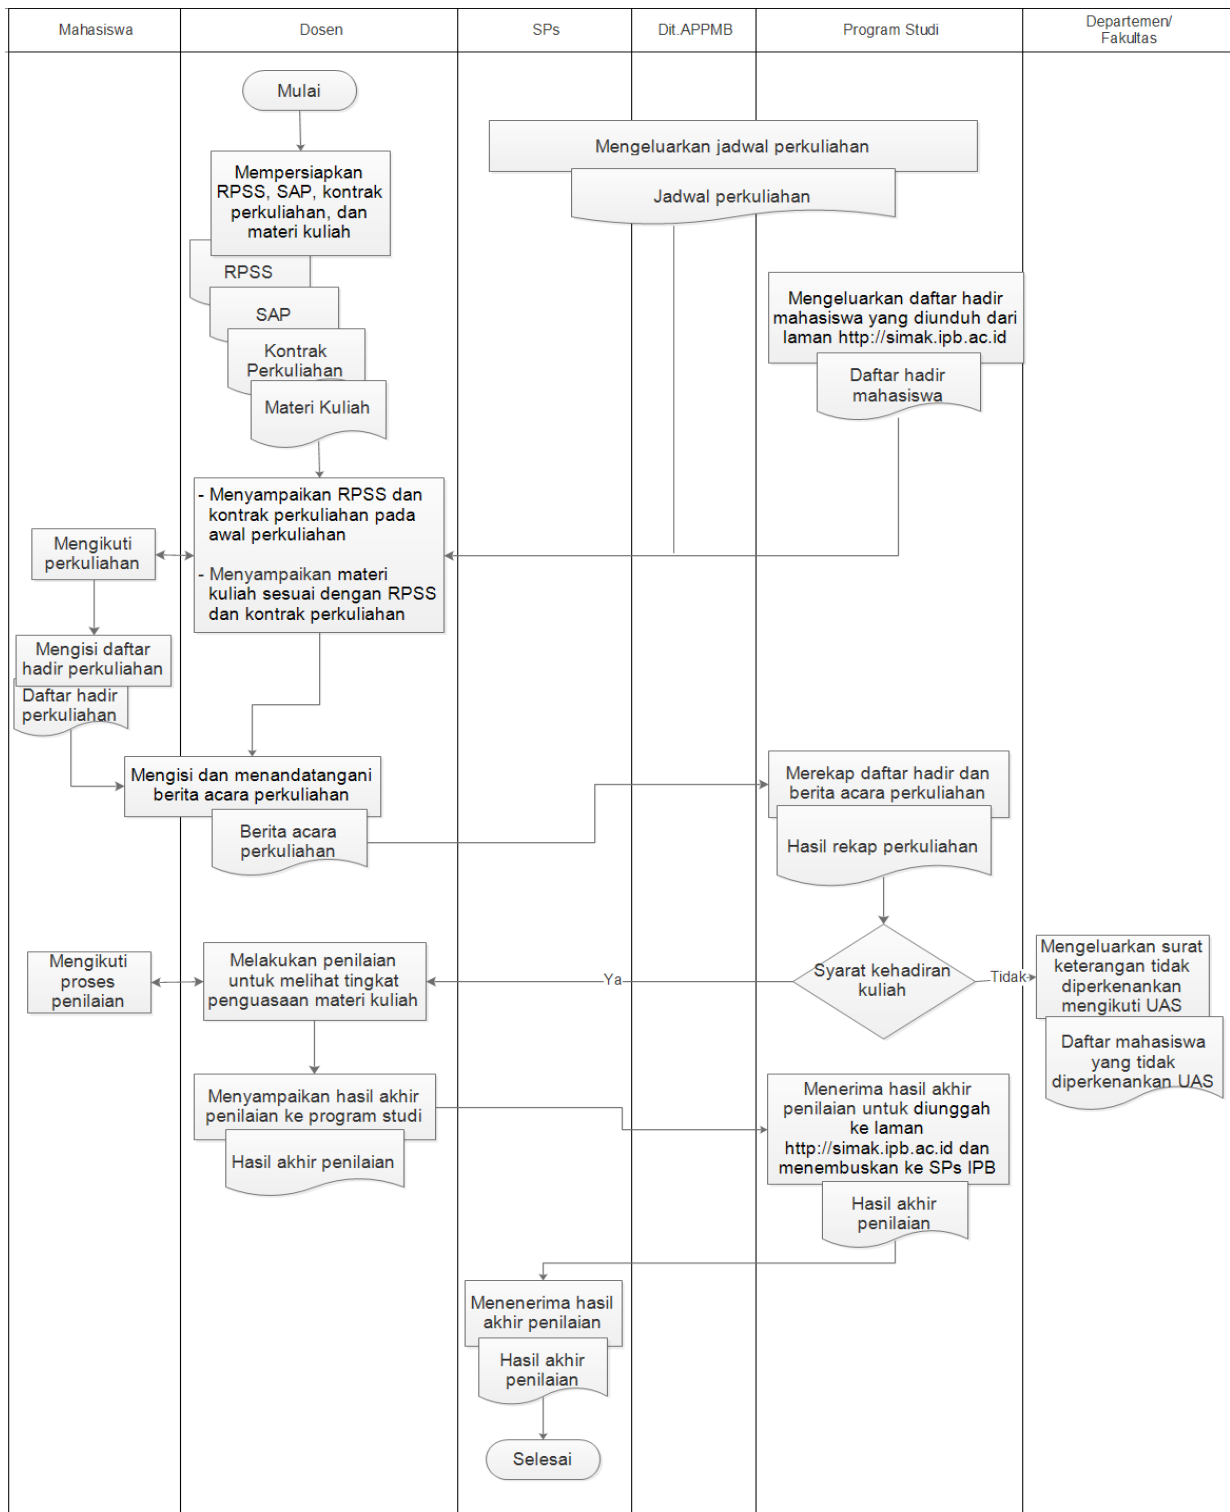 Mahasiswa
Dosen
SPs
Dit.APPMB
Program Studi
Departemen/
Fakultas
Mulai
Mengeluarkan jadwal perkuliahan
Jadwal perkuliahan
Mempersiapkan
RPSS, SAP, kontrak
perkuliahan, dan
materi kuliah
RPSS
SAP
Kontrak
Perkuliahan
Materi Kuliah
Mengeluarkan daftar hadir
mahasiswa yang diunduh dari
laman http://simak.ipb.ac.id
Daftar hadir
mahasiswa
- Menyampaikan RPSS dan
kontrak perkuliahan pada
awal perkuliahan
- Menyampaikan materi
kuliah sesuai dengan RPSS
dan kontrak perkuliahan
Mengikuti
perkuliahan
Mengisi daftar
hadir perkuliahan
Daftar hadir
perkuliahan
Mengisi dan menandatangani
berita acara perkuliahan
Berita acara
perkuliahan
Merekap daftar hadir dan
berita acara perkuliahan
Hasil rekap perkuliahan
Syarat kehadiran
kuliah
Ya
Tidak
Mengeluarkan surat
keterangan tidak
diperkenankan
mengikuti UAS
Daftar mahasiswa
yang tidak
diperkenankan UAS
Melakukan penilaian
untuk melihat tingkat
penguasaan materi kuliah
Mengikuti
proses
penilaian
Menyampaikan hasil akhir
penilaian ke program studi
Hasil akhir penilaian
Menerima hasil akhir
penilaian untuk diunggah
ke laman
http://simak.ipb.ac.id dan
menembuskan ke SPs IPB
Hasil akhir
penilaian
Menenerima hasil
akhir penilaian
Hasil akhir
penilaian
Selesai